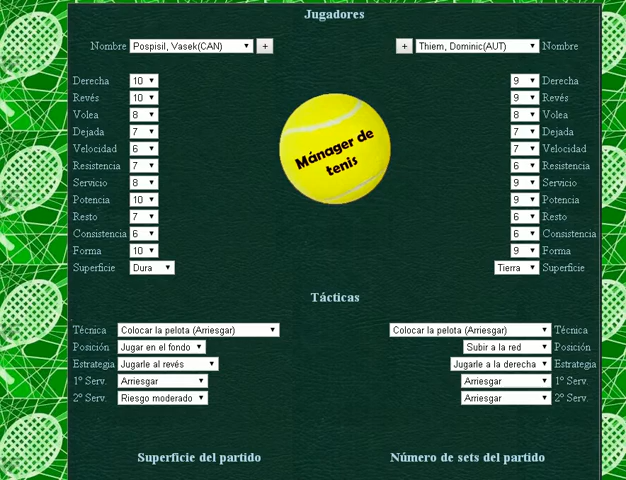 Jugadores
Nombre Pospisil, Vasek(CAN) + + Thiem, Dominic(AUT) Nombre
Derecha 10 9 Derecha
Revés 10 9 Revés
Volea 8 8 Volea
Dejada 7 7 Dejada
Velocidad 6 7 Velocidad
Resistencia 7 6 Resistencia
Servicio 8 9 Servicio
Potencia 10 9 Potencia
Resto 7 6 Resto
Consistencia 6 6 Consistencia
Forma 10 9 Forma
Superficie Dura Tierra Superficie
Mánager de
tenis
Tácticas
Técnica Colocar la pelota (Arriesgar) Colocar la pelota (Arriesgar) Técnica
Posición Jugar en el fondo Subir a la red Posición
Estrategia Jugarle al revés Jugarle a la derecha Estrategia
1º Serv. Arriesgar Arriesgar 1º Serv.
2º Serv. Riesgo moderado Arriesgar 2º Serv.
Superficie del partido Número de sets del partido